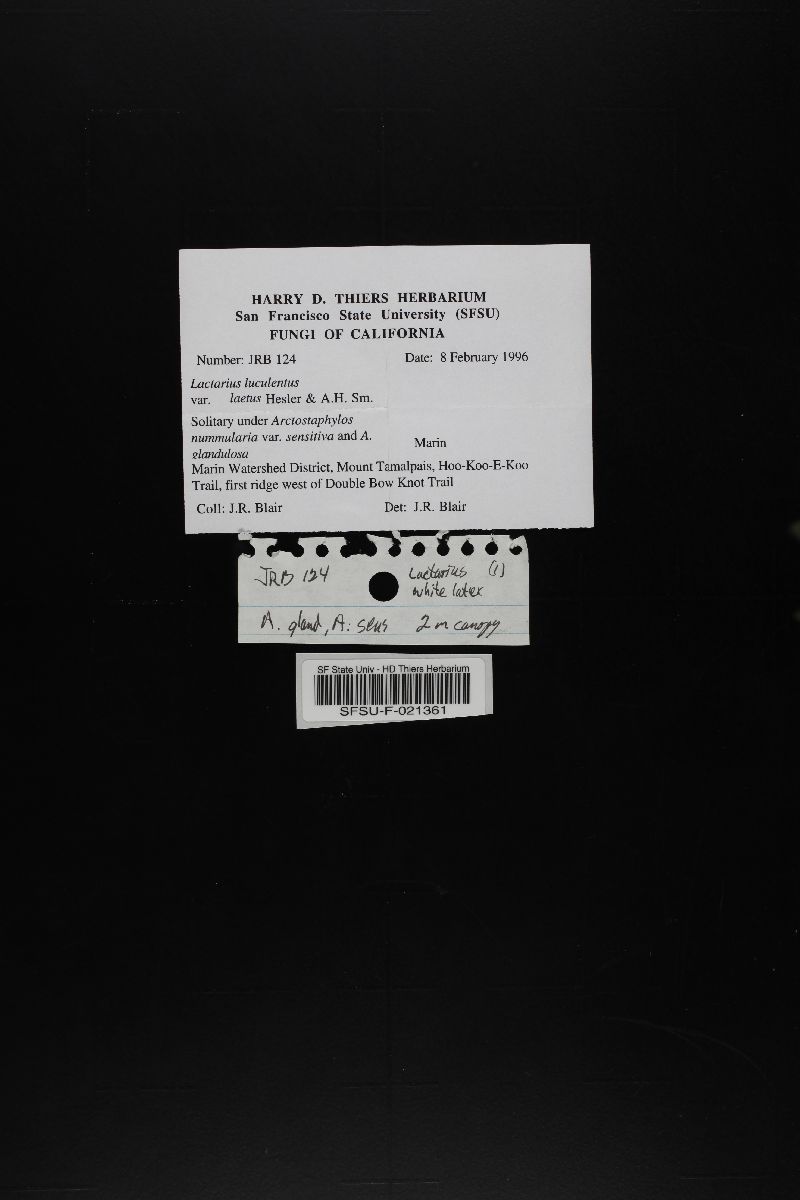 HARRY D. THIERS HERBARIUM
San Francisco State University (SFSU)
FUNGI OF CALIFORNIA
Number: JRB 124 Date: 8 February 1996
Lactarius luculentus
var. laetus Hesler & A.H. Sm.
Solitary under Arctostaphylos
nummularia var. sensitiva and A.
glandulosa
Marin
Marin Watershed District, Mount Tamalpais, Hoo-Koo-E-Koo
Trail, first ridge west of Double Bow Knot Trail
Coll: J.R. Blair Det: J.R. Blair
JRB 124 Lactarius (1)
white latex
A. gland, A. sens 2 m canopy
SF State Univ - HD Thiers Herbarium
SFSU-F-021361